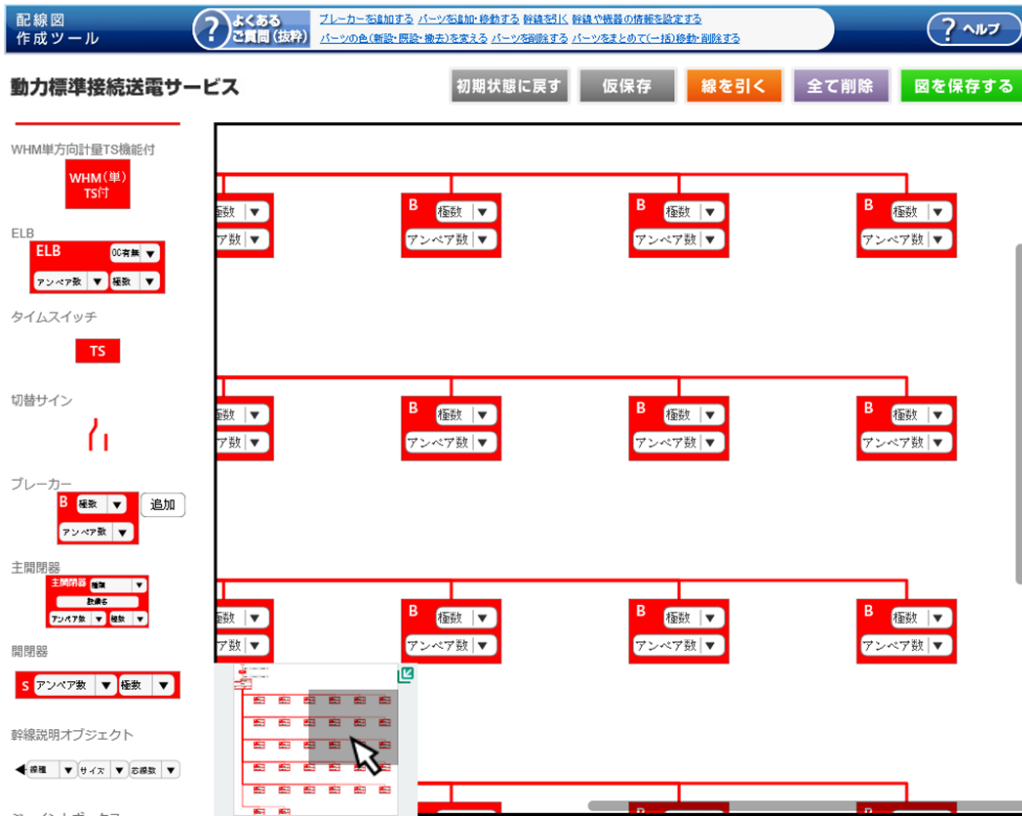 配線図
作成ツール
? よくある
ご質問(抜粋)
ブレーカーを追加する パーツを追加・移動する 幹線を引く 幹線や機器の情報を設定する
パーツの色(新設・既設・撤去)を変える パーツを削除する パーツをまとめて(一括)移動・削除する
? ヘルプ
動力標準接続送電サービス
初期状態に戻す
仮保存
線を引く
全て削除
図を保存する
WHM単方向計量TS機能付
WHM(単)
TS付
ELB
ELB OC有無 ▼
アンペア数 ▼ 極数 ▼
タイムスイッチ
TS
切替サイン
ブレーカー
B 極数 ▼ 追加
アンペア数 ▼
主開閉器
主開閉器 種類 ▼
設備名
アンペア数 ▼ 極数 ▼
開閉器
S アンペア数 ▼ 極数 ▼
幹線説明オブジェクト
線種 ▼ サイズ ▼ 芯線数 ▼
極数 ▼ B 極数 ▼ B 極数 ▼ B 極数 ▼
ア数 ▼ アンペア数 ▼ アンペア数 ▼ アンペア数 ▼
極数 ▼ B 極数 ▼ B 極数 ▼ B 極数 ▼
ア数 ▼ アンペア数 ▼ アンペア数 ▼ アンペア数 ▼
極数 ▼ B 極数 ▼ B 極数 ▼ B 極数 ▼
ア数 ▼ アンペア数 ▼ アンペア数 ▼ アンペア数 ▼